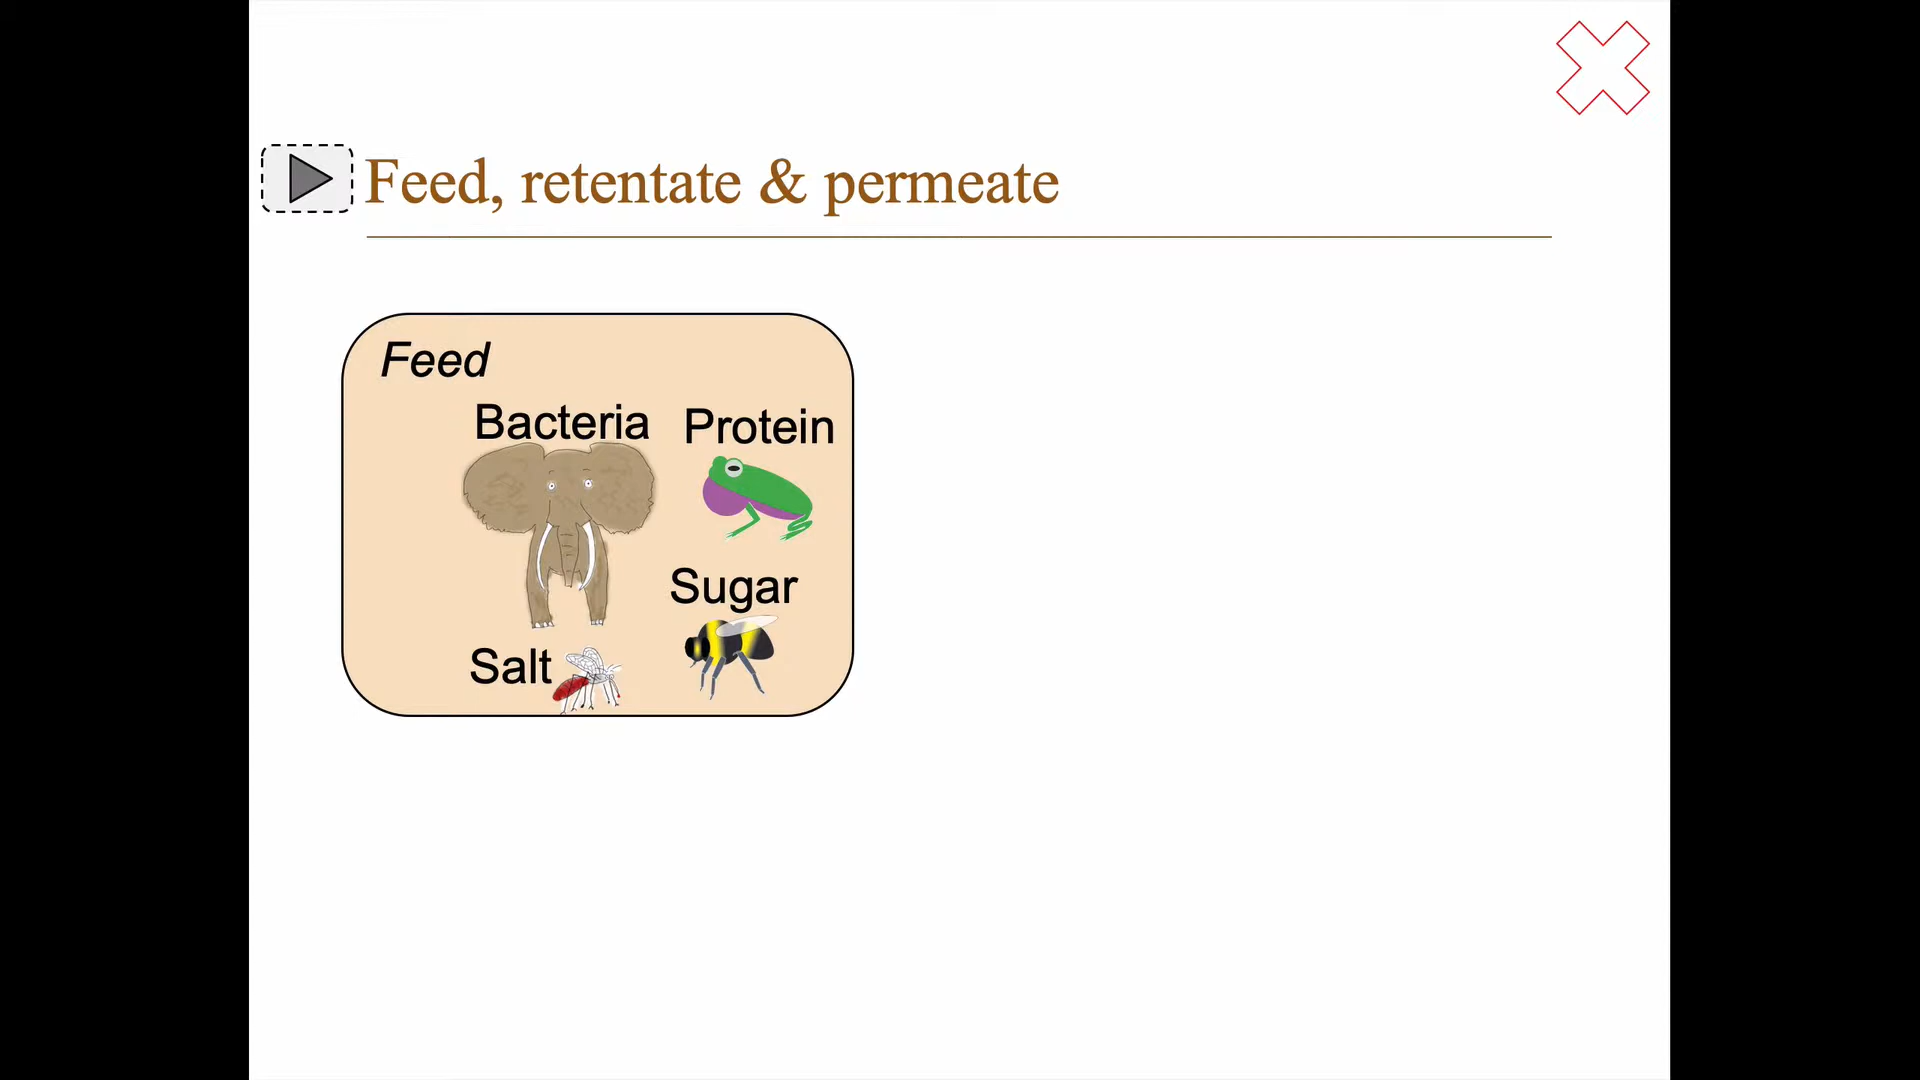 Feed, retentate & permeate
Feed
Bacteria
Protein
Sugar
Salt